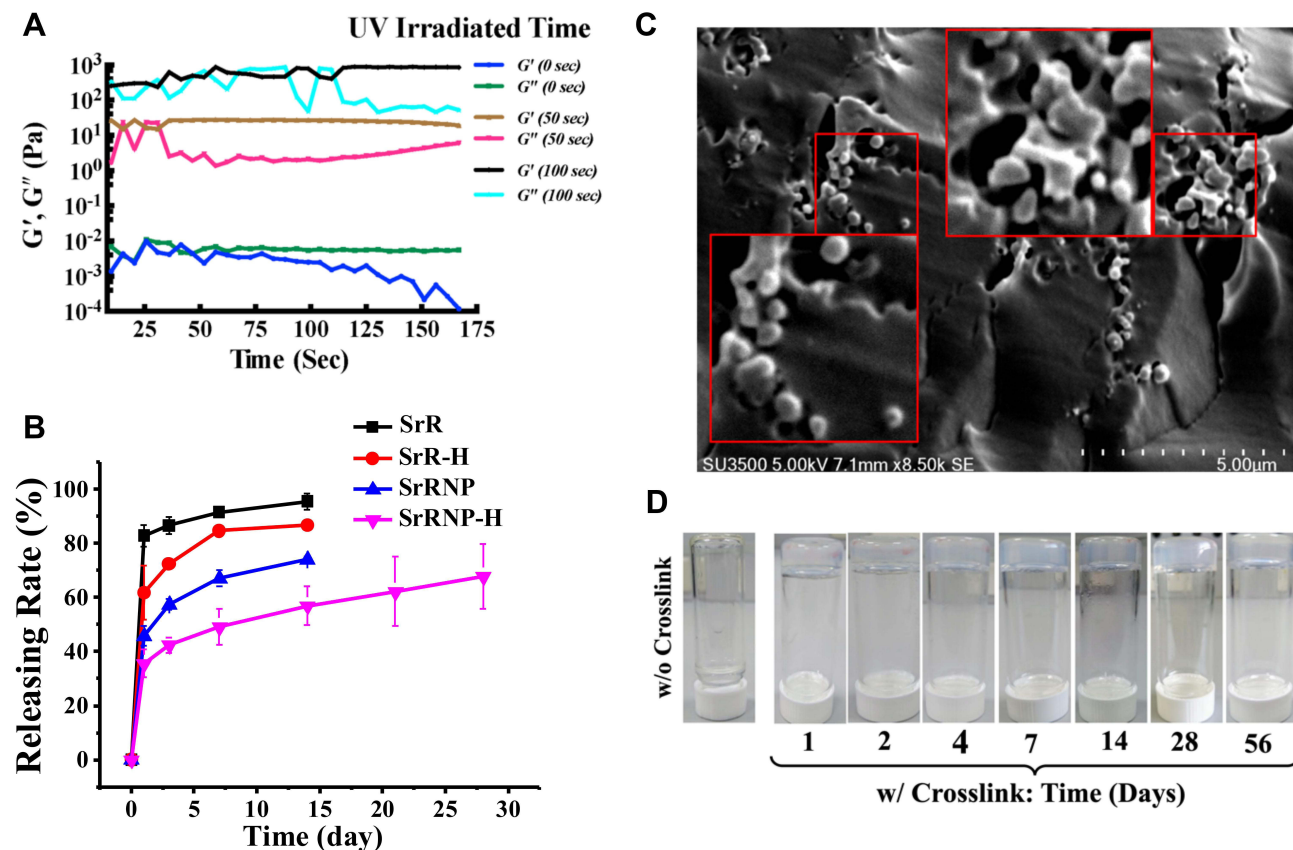 A
UV Irradiated Time
G' (0 sec)
G'' (0 sec)
G' (50 sec)
G'' (50 sec)
G' (100 sec)
G'' (100 sec)
G', G'' (Pa)
10³
10²
10¹
10⁰
10⁻¹
10⁻²
10⁻³
10⁻⁴
25 50 75 100 125 150 175
Time (Sec)
B
SrR
SrR-H
SrRNP
SrRNP-H
Releasing Rate (%)
100
80
60
40
20
0
0 5 10 15 20 25 30
Time (day)
C
SU3500 5.00kV 7.1mm x8.50k SE
5.00µm
D
w/o Crosslink
1 2 4 7 14 28 56
w/ Crosslink: Time (Days)